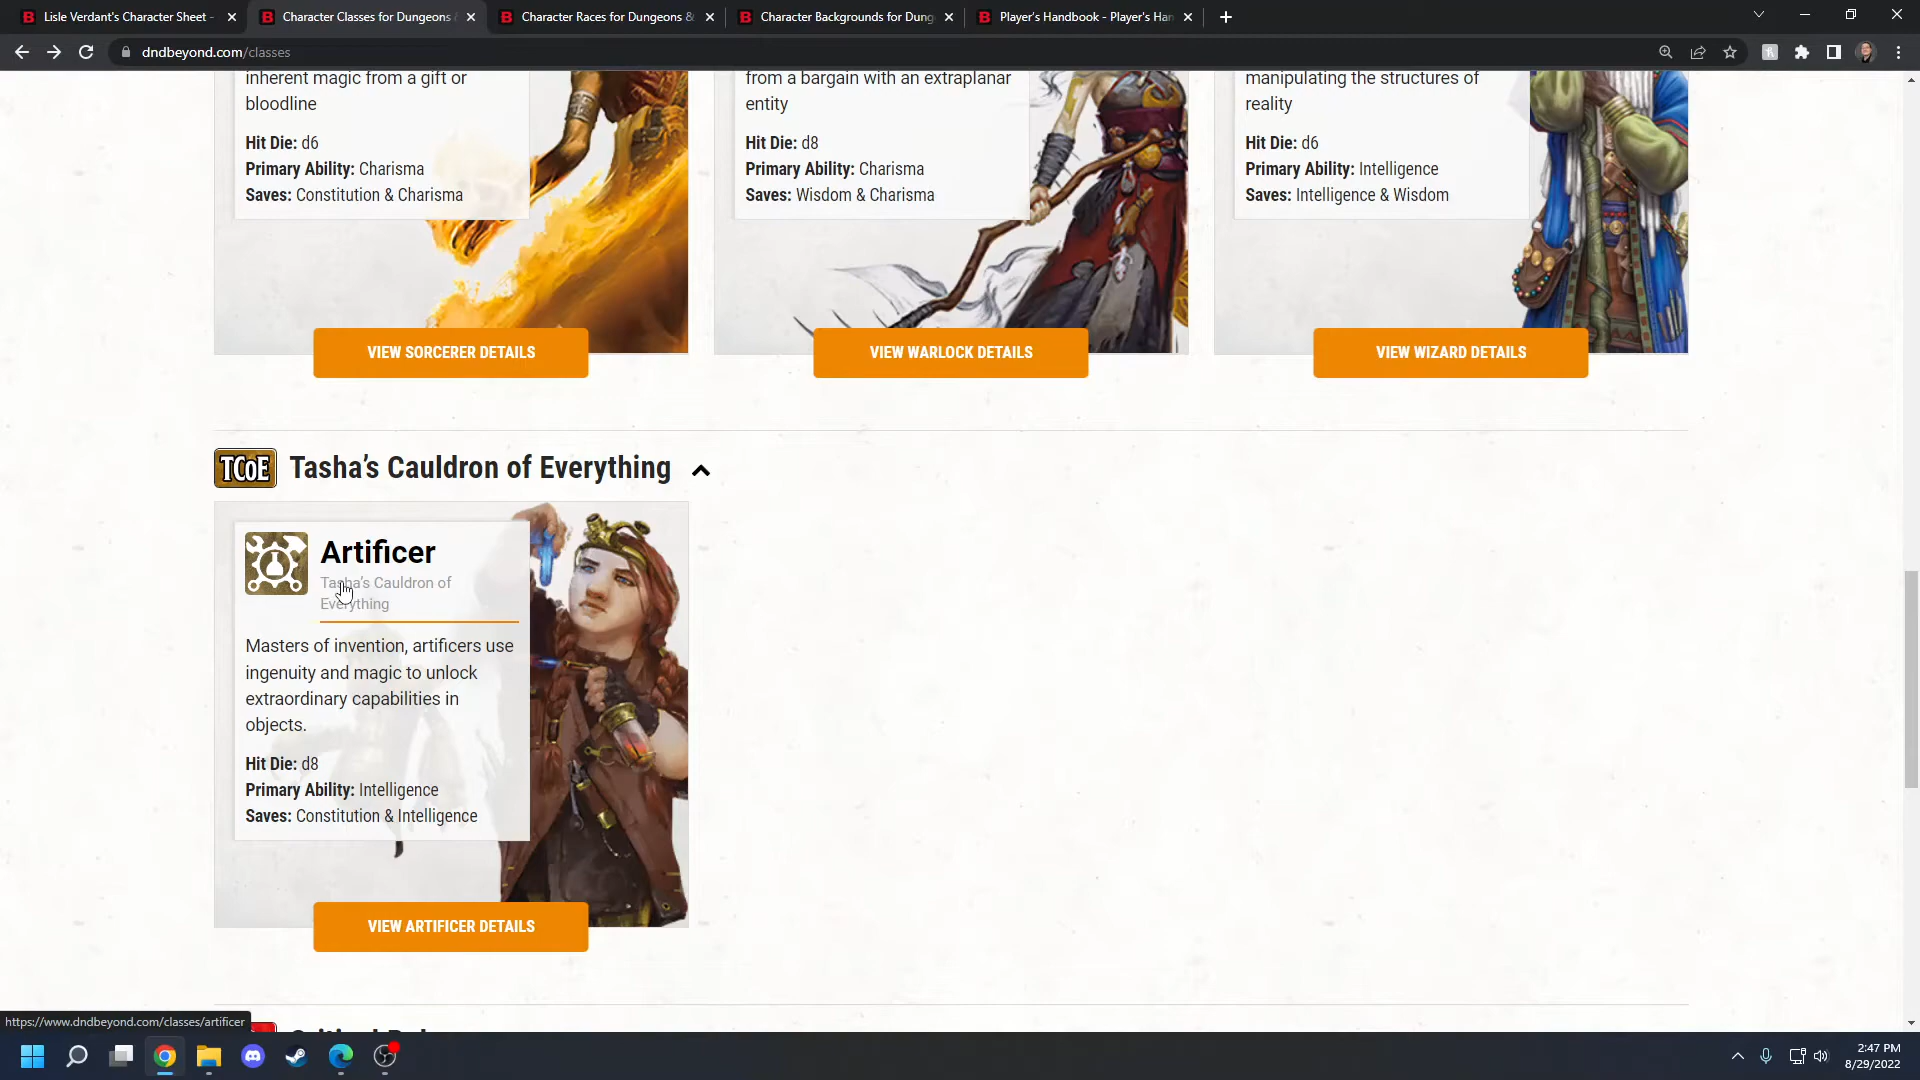 Lisle Verdant's Character Sheet -
Character Classes for Dungeons &
Character Races for Dungeons &
Character Backgrounds for Dung
Player's Handbook - Player's Han
dndbeyond.com/classes
inherent magic from a gift or
bloodline
Hit Die: d6
Primary Ability: Charisma
Saves: Constitution & Charisma
VIEW SORCERER DETAILS
from a bargain with an extraplanar
entity
Hit Die: d8
Primary Ability: Charisma
Saves: Wisdom & Charisma
VIEW WARLOCK DETAILS
manipulating the structures of
reality
Hit Die: d6
Primary Ability: Intelligence
Saves: Intelligence & Wisdom
VIEW WIZARD DETAILS
TCoE Tasha's Cauldron of Everything
Artificer
Tasha's Cauldron of
Everything
Masters of invention, artificers use
ingenuity and magic to unlock
extraordinary capabilities in
objects.
Hit Die: d8
Primary Ability: Intelligence
Saves: Constitution & Intelligence
VIEW ARTIFICER DETAILS
https://www.dndbeyond.com/classes/artificer
2:47 PM
8/29/2022